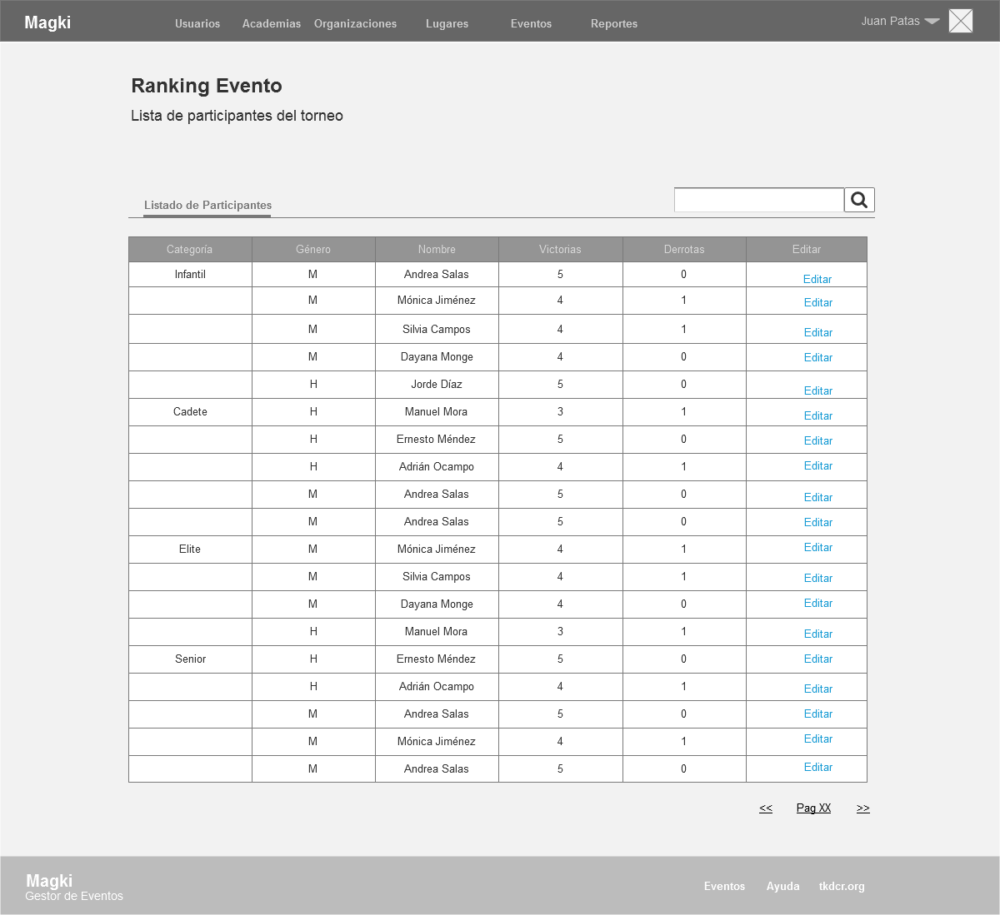 Magki Usuarios Academias Organizaciones Lugares Eventos Reportes Juan Patas
Ranking Evento
Lista de participantes del torneo
Listado de Participantes
Categoría Género Nombre Victorias Derrotas Editar
Infantil M Andrea Salas 5 0 Editar
M Mónica Jiménez 4 1 Editar
M Silvia Campos 4 1 Editar
M Dayana Monge 4 0 Editar
H Jorde Díaz 5 0 Editar
Cadete H Manuel Mora 3 1 Editar
H Ernesto Méndez 5 0 Editar
H Adrián Ocampo 4 1 Editar
M Andrea Salas 5 0 Editar
M Andrea Salas 5 0 Editar
Elite M Mónica Jiménez 4 1 Editar
M Silvia Campos 4 1 Editar
M Dayana Monge 4 0 Editar
H Manuel Mora 3 1 Editar
Senior H Ernesto Méndez 5 0 Editar
H Adrián Ocampo 4 1 Editar
M Andrea Salas 5 0 Editar
M Mónica Jiménez 4 1 Editar
M Andrea Salas 5 0 Editar
<< Pag XX >>
Magki
Gestor de Eventos
Eventos Ayuda tkdcr.org